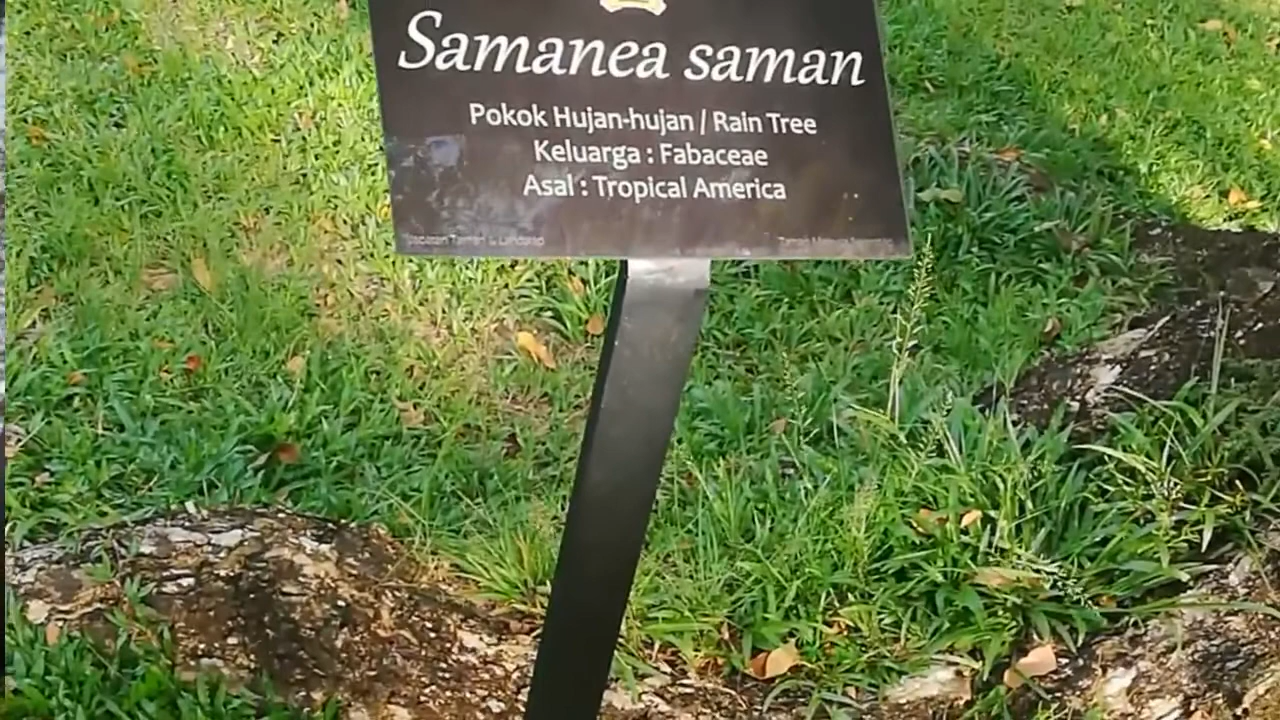 Samanea saman
Pokok Hujan-hujan / Rain Tree
Keluarga : Fabaceae
Asal : Tropical America